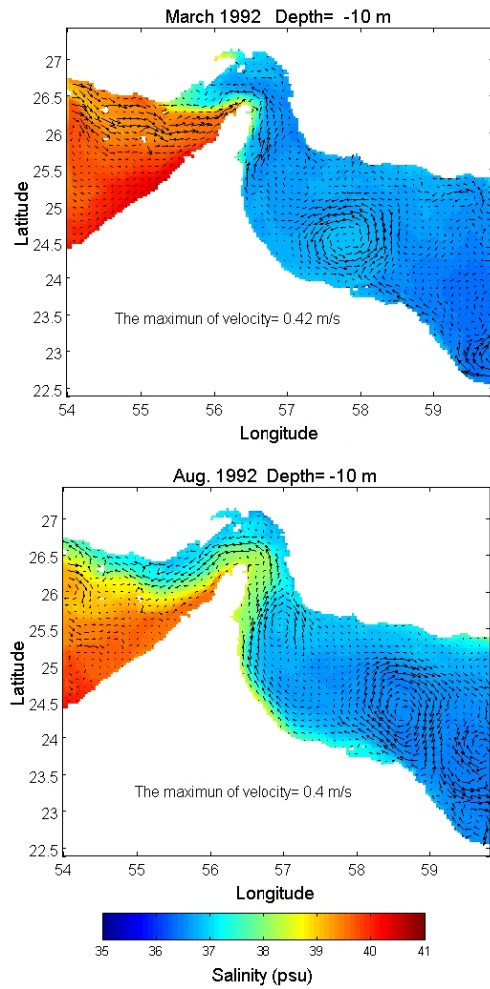 March 1992 Depth= -10 m
27
26.5
26
25.5
25
24.5
24
23.5
23
22.5
Latitude
The maximun of velocity= 0.42 m/s
54 55 56 57 58 59
Longitude
Aug. 1992 Depth= -10 m
27
26.5
26
25.5
25
24.5
24
23.5
23
22.5
Latitude
The maximun of velocity= 0.4 m/s
54 55 56 57 58 59
Longitude
35 36 37 38 39 40 41
Salinity (psu)